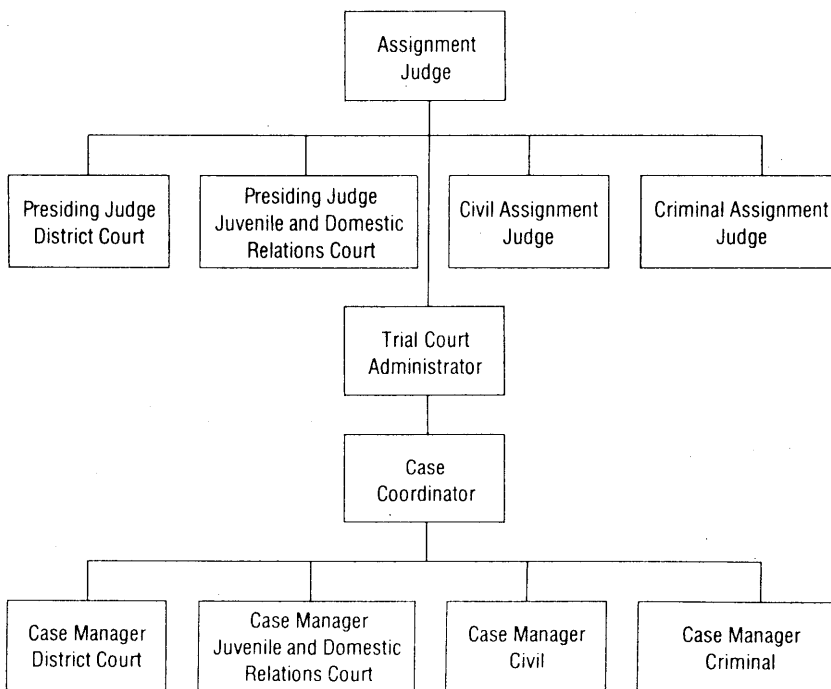 Assignment
Judge
Presiding Judge
District Court
Presiding Judge
Juvenile and Domestic
Relations Court
Civil Assignment
Judge
Criminal Assignment
Judge
Trial Court
Administrator
Case
Coordinator
Case Manager
District Court
Case Manager
Juvenile and Domestic
Relations Court
Case Manager
Civil
Case Manager
Criminal